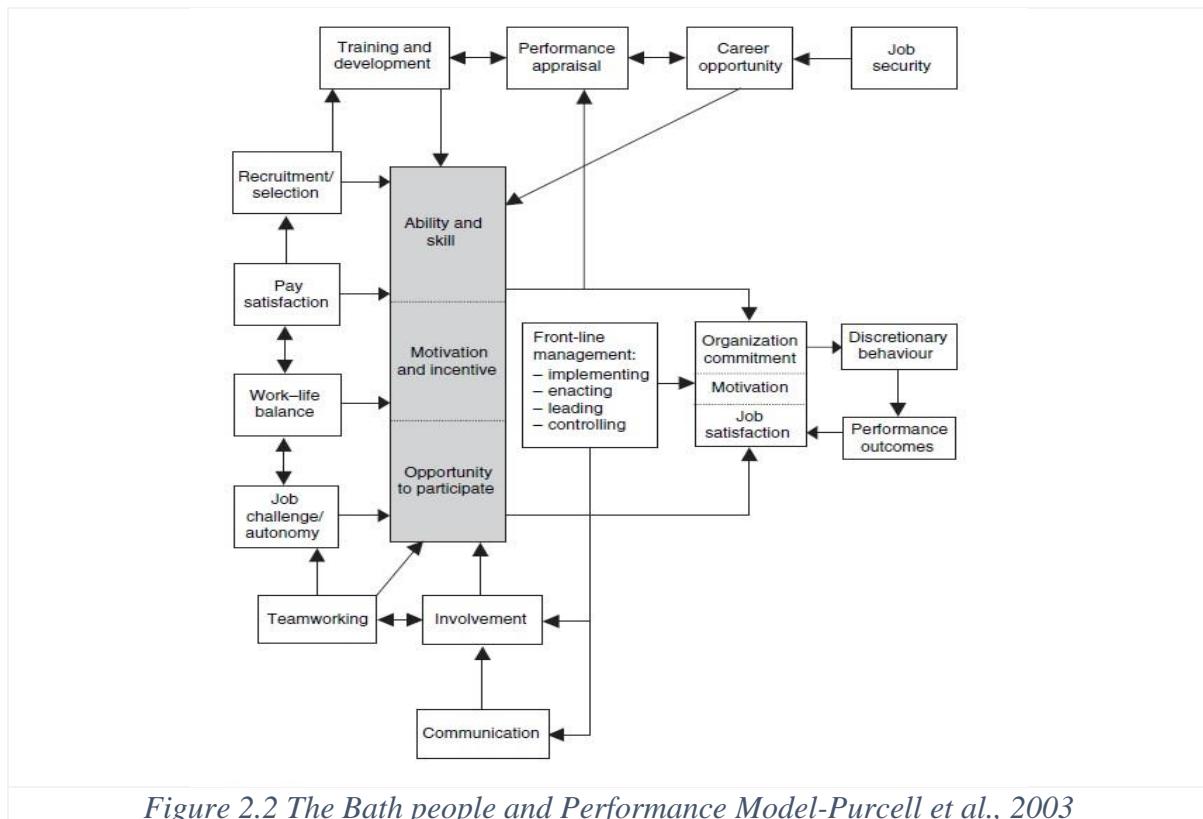 Training and
development
Performance
appraisal
Career
opportunity
Job
security
Recruitment/
selection
Ability and
skill
Pay
satisfaction
Motivation
and incentive
Front-line
management:
– implementing
– enacting
– leading
– controlling
Organization
commitment
Motivation
Job
satisfaction
Discretionary
behaviour
Performance
outcomes
Work–life
balance
Opportunity
to participate
Job
challenge/
autonomy
Teamworking
Involvement
Communication
Figure 2.2 The Bath people and Performance Model-Purcell et al., 2003